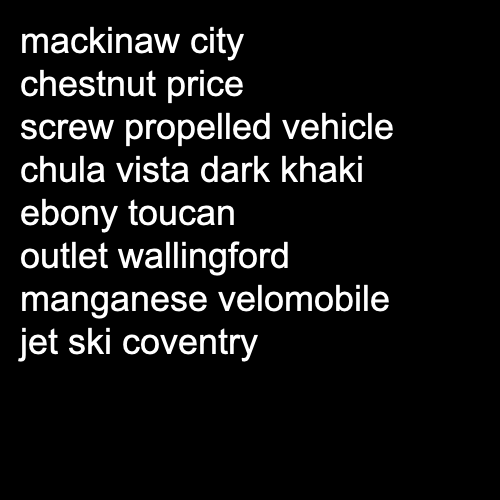 mackinaw city
chestnut price
screw propelled vehicle
chula vista dark khaki
ebony toucan
outlet wallingford
manganese velomobile
jet ski coventry